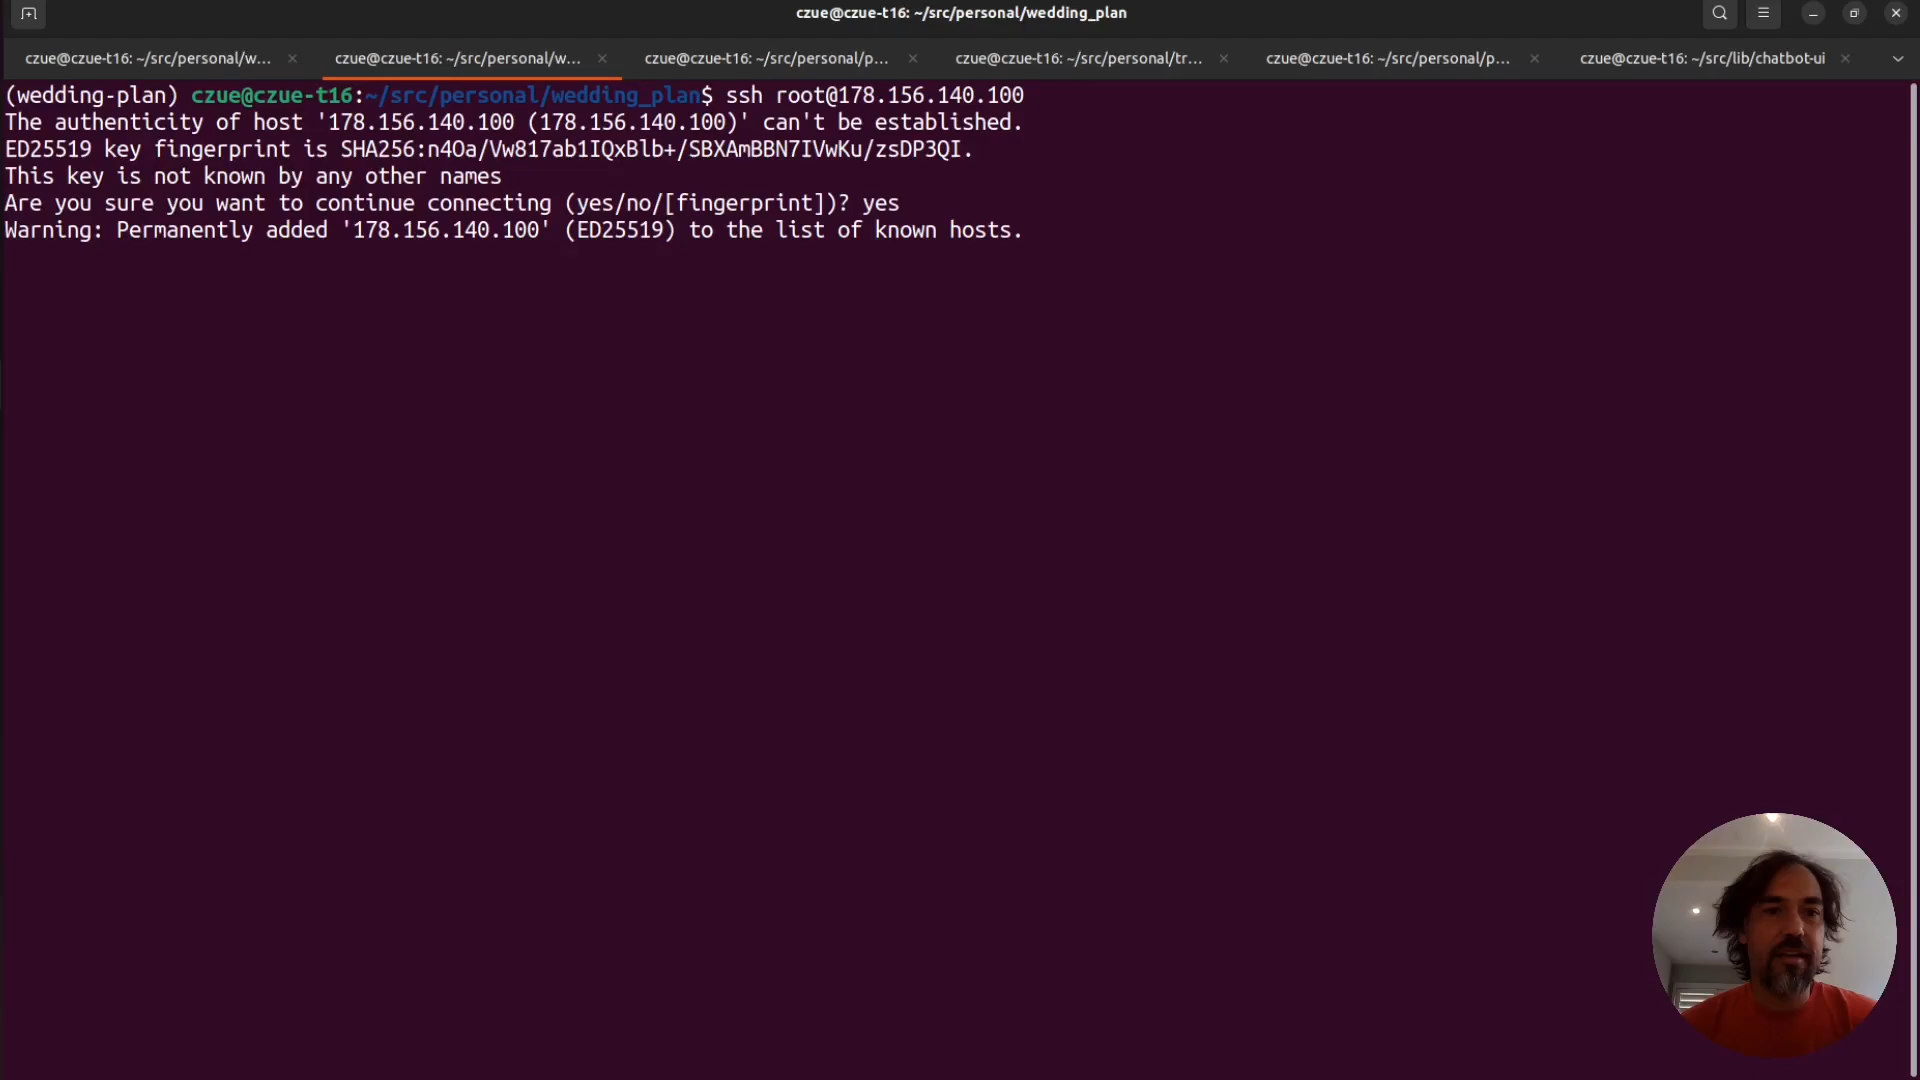 czue@czue-t16: ~/src/personal/wedding_plan
czue@czue-t16: ~/src/personal/w...
czue@czue-t16: ~/src/personal/w...
czue@czue-t16: ~/src/personal/p...
czue@czue-t16: ~/src/personal/tr...
czue@czue-t16: ~/src/personal/p...
czue@czue-t16: ~/src/lib/chatbot-ui
(wedding-plan) czue@czue-t16:~/src/personal/wedding_plan$ ssh root@178.156.140.100
The authenticity of host '178.156.140.100 (178.156.140.100)' can't be established.
ED25519 key fingerprint is SHA256:n4Oa/Vw817ab1IQxBlb+/SBXAmBBN7IVwKu/zsDP3QI.
This key is not known by any other names
Are you sure you want to continue connecting (yes/no/[fingerprint])? yes
Warning: Permanently added '178.156.140.100' (ED25519) to the list of known hosts.